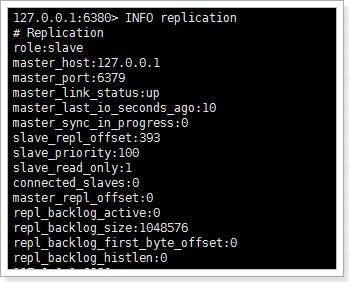 127.0.0.1:6380> INFO replication
# Replication
role:slave
master_host:127.0.0.1
master_port:6379
master_link_status:up
master_last_io_seconds_ago:10
master_sync_in_progress:0
slave_repl_offset:393
slave_priority:100
slave_read_only:1
connected_slaves:0
master_repl_offset:0
repl_backlog_active:0
repl_backlog_size:1048576
repl_backlog_first_byte_offset:0
repl_backlog_histlen:0